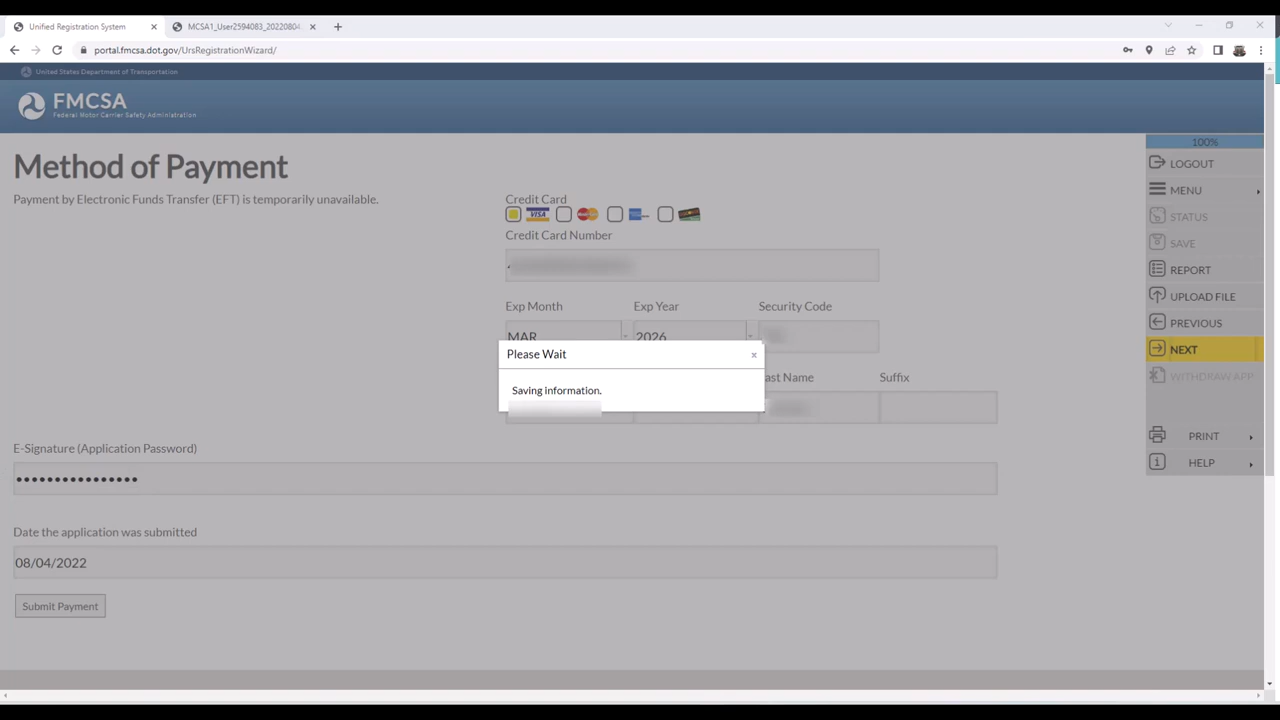 Unified Registration System
MCSA1_User2594083_20220804
portal.fmcsa.dot.gov/UrsRegistrationWizard/
United States Department of Transportation
FMCSA
Federal Motor Carrier Safety Administration
100%
LOGOUT
MENU
STATUS
SAVE
REPORT
UPLOAD FILE
PREVIOUS
NEXT
WITHDRAW APP
PRINT
HELP
Method of Payment
Payment by Electronic Funds Transfer (EFT) is temporarily unavailable.
Credit Card
VISA
Credit Card Number
Exp Month Exp Year Security Code
MAR 2026
Please Wait
Saving information.
ast Name Suffix
E-Signature (Application Password)
••••••••••••••••
Date the application was submitted
08/04/2022
Submit Payment